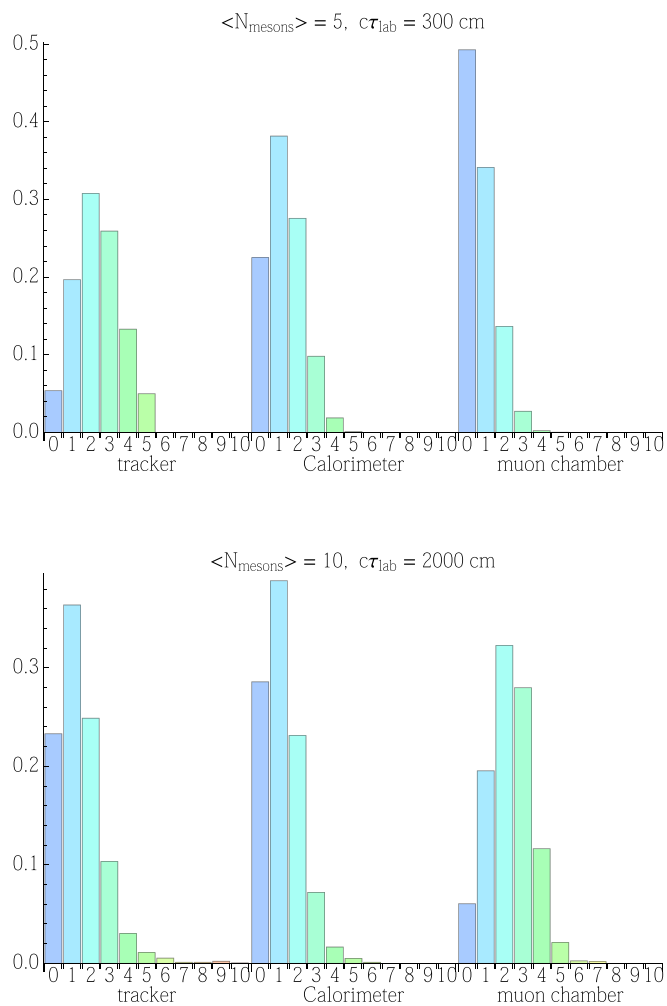 <N_mesons> = 5, cτ_lab = 300 cm
0.5
0.4
0.3
0.2
0.1
0.0
0 1 2 3 4 5 6 7 8 9 10 0 1 2 3 4 5 6 7 8 9 10 0 1 2 3 4 5 6 7 8 9 10
tracker Calorimeter muon chamber
<N_mesons> = 10, cτ_lab = 2000 cm
0.3
0.2
0.1
0.0
0 1 2 3 4 5 6 7 8 9 10 0 1 2 3 4 5 6 7 8 9 10 0 1 2 3 4 5 6 7 8 9 10
tracker Calorimeter muon chamber